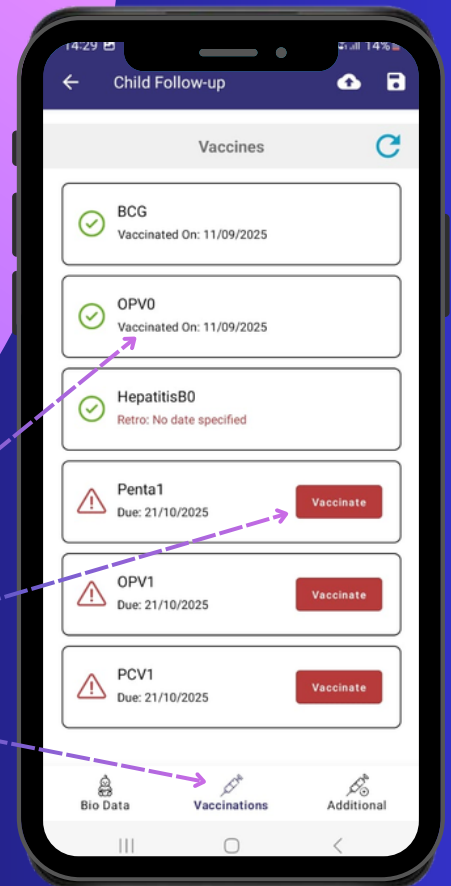 14:29
14%
Child Follow-up
Vaccines
BCG
Vaccinated On: 11/09/2025
OPV0
Vaccinated On: 11/09/2025
HepatitisB0
Retro: No date specified
Penta1
Due: 21/10/2025
Vaccinate
OPV1
Due: 21/10/2025
Vaccinate
PCV1
Due: 21/10/2025
Vaccinate
Bio Data
Vaccinations
Additional